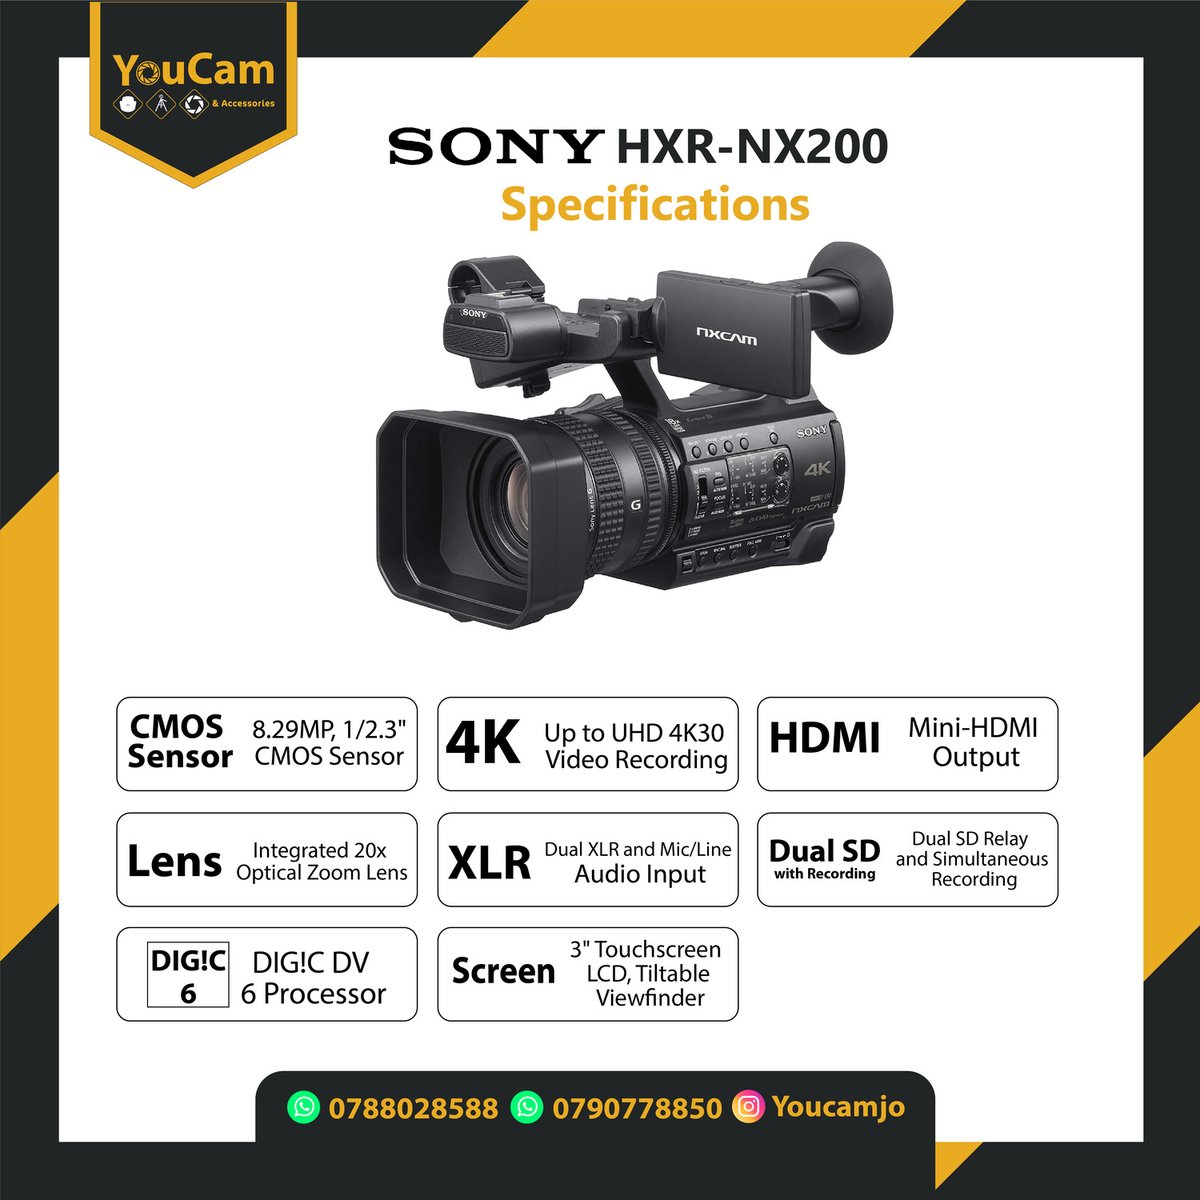 YouCam
& Accessories
SONY HXR-NX200
Specifications
SONY
nxcam
SONY
4K
NXCAM
Sony Lens G
G
CMOS
Sensor
8.29MP, 1/2.3"
CMOS Sensor
4K
Up to UHD 4K30
Video Recording
HDMI
Mini-HDMI
Output
Lens
Integrated 20x
Optical Zoom Lens
XLR
Dual XLR and Mic/Line
Audio Input
Dual SD
with Recording
Dual SD Relay
and Simultaneous
Recording
DIG!C
6
DIG!C DV
6 Processor
Screen
3" Touchscreen
LCD, Tiltable
Viewfinder
0788028588 0790778850 Youcamjo